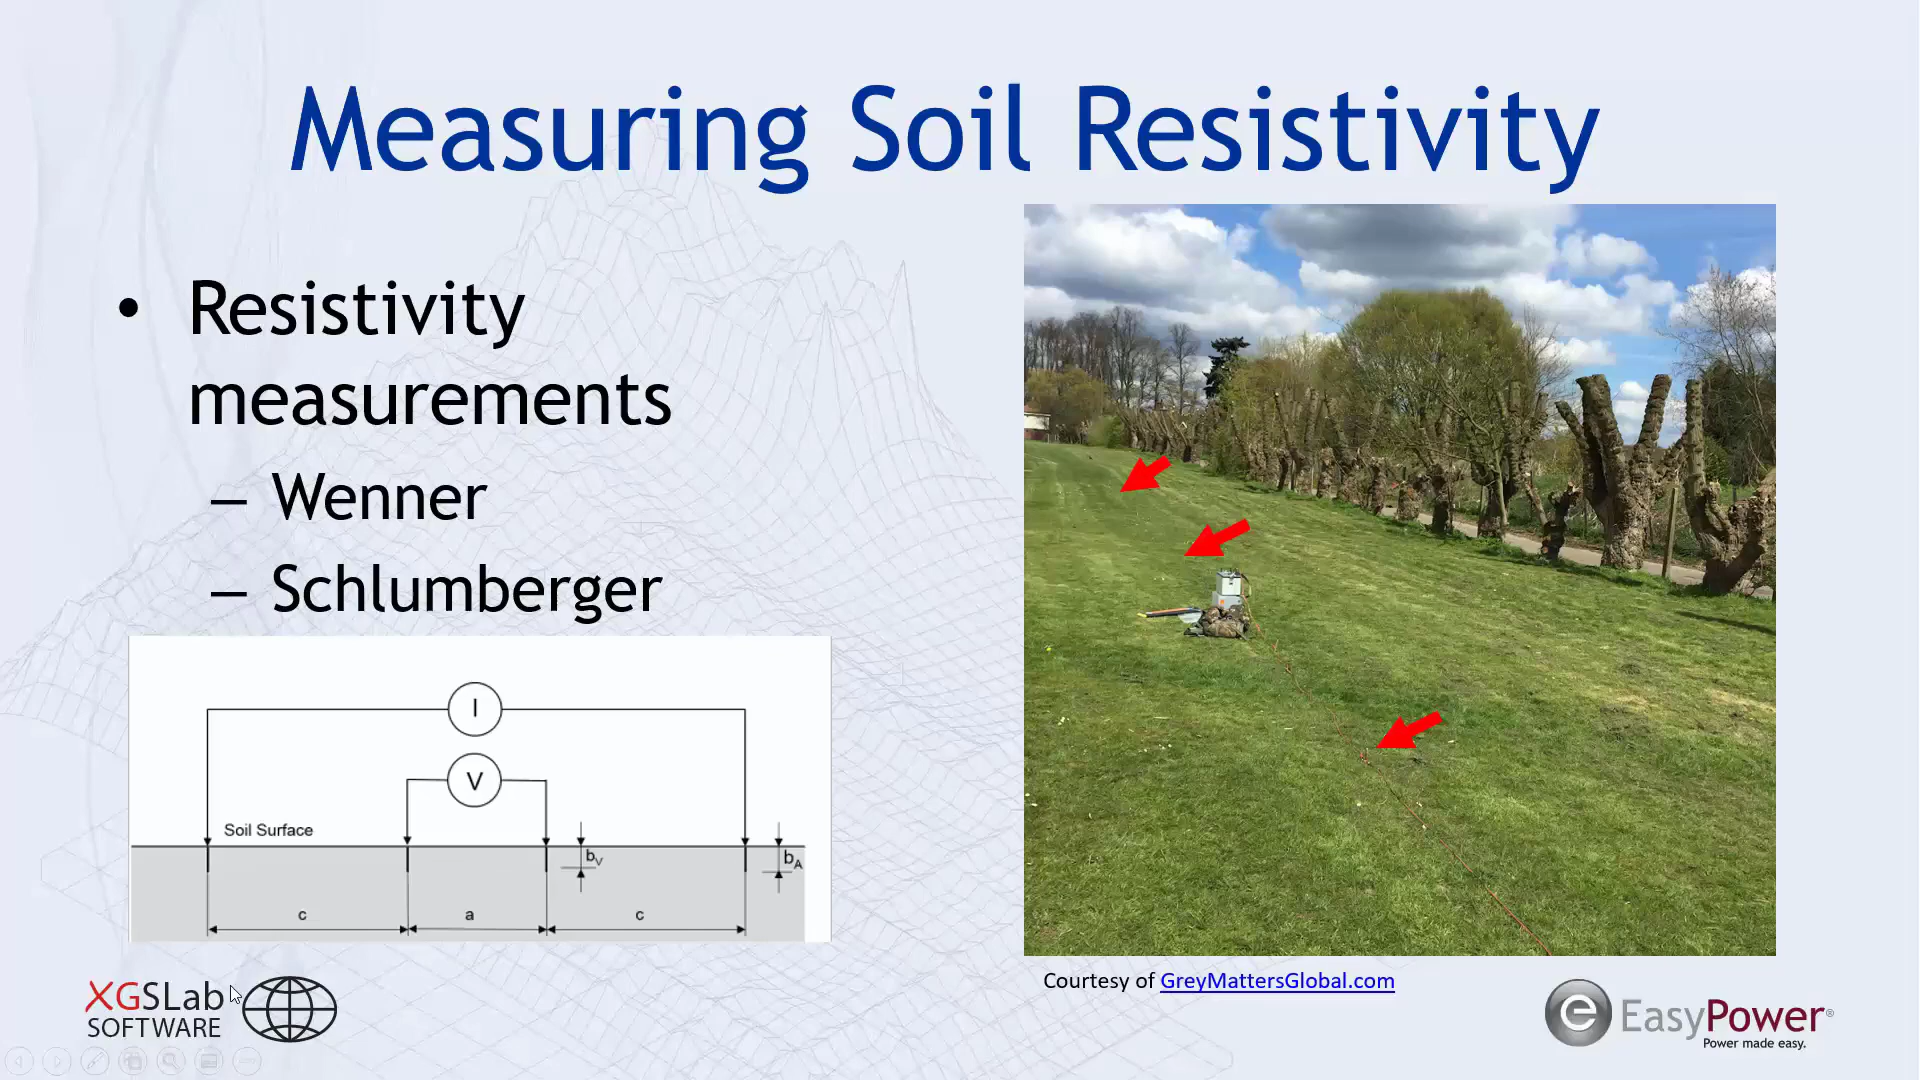 Measuring Soil Resistivity
• Resistivity
measurements
– Wenner
– Schlumberger
I
V
Soil Surface
bV
bA
c
a
c
Courtesy of GreyMattersGlobal.com
XGSLab
SOFTWARE
e EasyPower®
Power made easy.